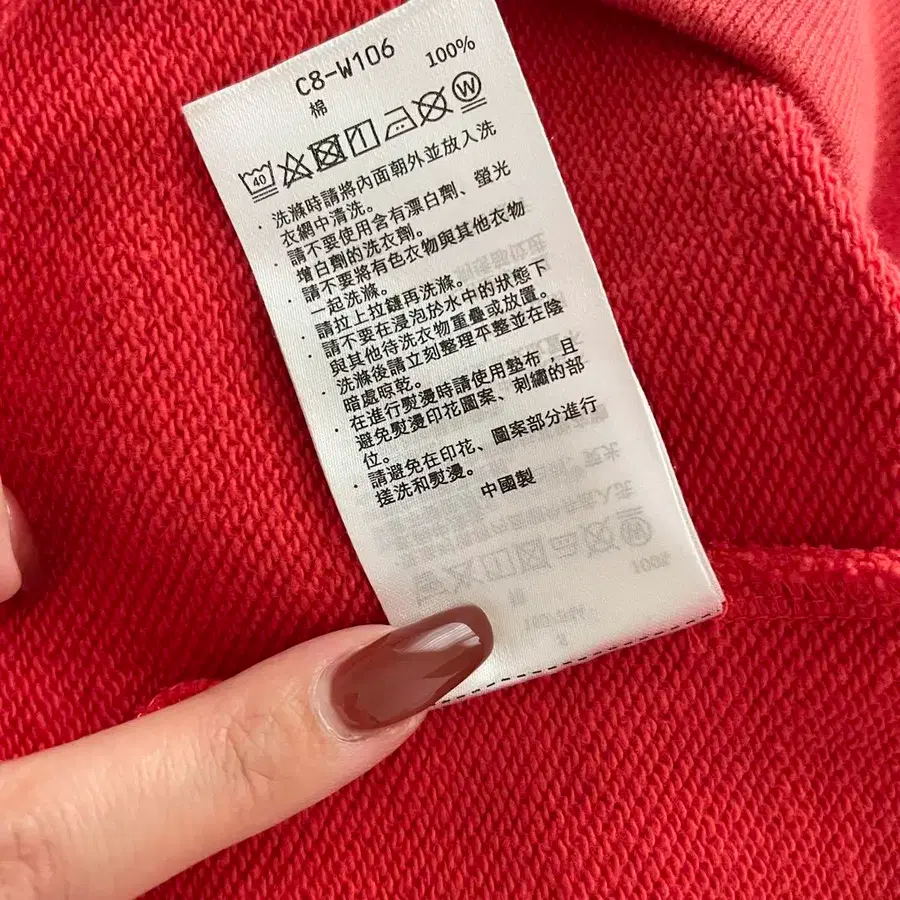 C8-W106
棉 100%
40 W
· 洗滌時請將內面朝外並放入洗
衣網中清洗。
· 請不要使用含有漂白劑、螢光
增白劑的洗衣劑。
· 請不要將有色衣物與其他衣物
一起洗滌。
· 請拉上拉鏈再洗滌。
· 請不要在浸泡於水中的狀態下
與其他待洗衣物重疊或放置。
· 洗滌後請立刻整理平整並在陰
暗處晾乾。
· 在進行熨燙時請使用墊布，且
避免熨燙印花圖案、刺繡的部
位。
· 請避免在印花、圖案部分進行
搓洗和熨燙。
中國製